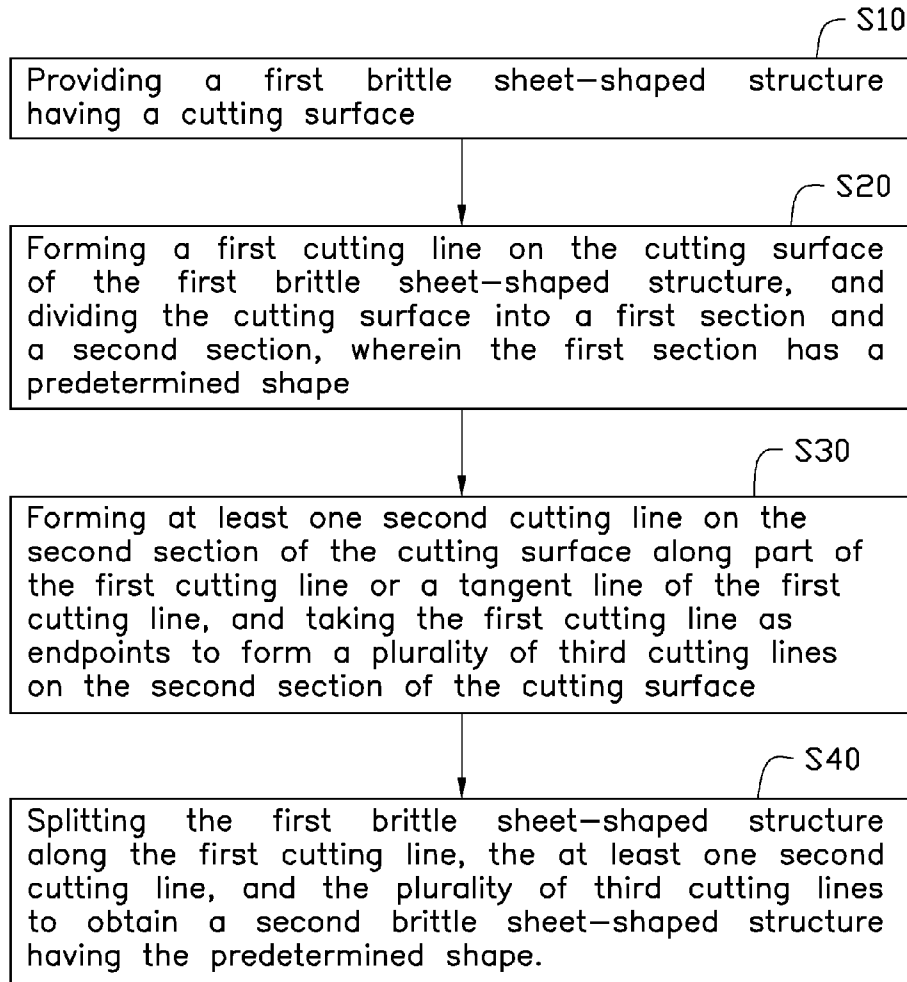 S10
Providing a first brittle sheet-shaped structure
having a cutting surface
S20
Forming a first cutting line on the cutting surface
of the first brittle sheet-shaped structure, and
dividing the cutting surface into a first section and
a second section, wherein the first section has a
predetermined shape
S30
Forming at least one second cutting line on the
second section of the cutting surface along part of
the first cutting line or a tangent line of the first
cutting line, and taking the first cutting line as
endpoints to form a plurality of third cutting lines
on the second section of the cutting surface
S40
Splitting the first brittle sheet-shaped structure
along the first cutting line, the at least one second
cutting line, and the plurality of third cutting lines
to obtain a second brittle sheet-shaped structure
having the predetermined shape.